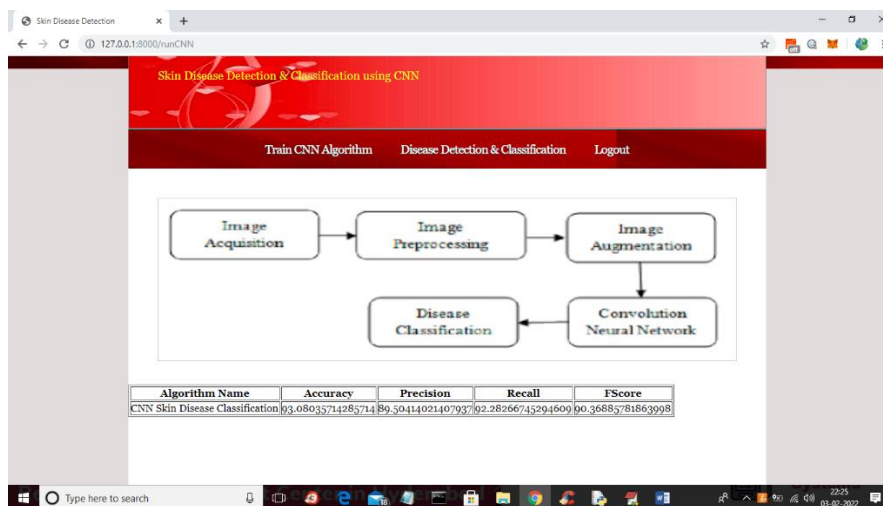 Skin Disease Detection
127.0.0.1:8000/runCNN
Skin Disease Detection & Classification using CNN
Train CNN Algorithm Disease Detection & Classification Logout
Image Acquisition
Image Preprocessing
Image Augmentation
Disease Classification
Convolution Neural Network
Algorithm Name Accuracy Precision Recall FScore
CNN Skin Disease Classification 93.08035714285714 89.50414021407937 92.28266745294609 90.36885781863998
Type here to search
22:25
03-02-2022